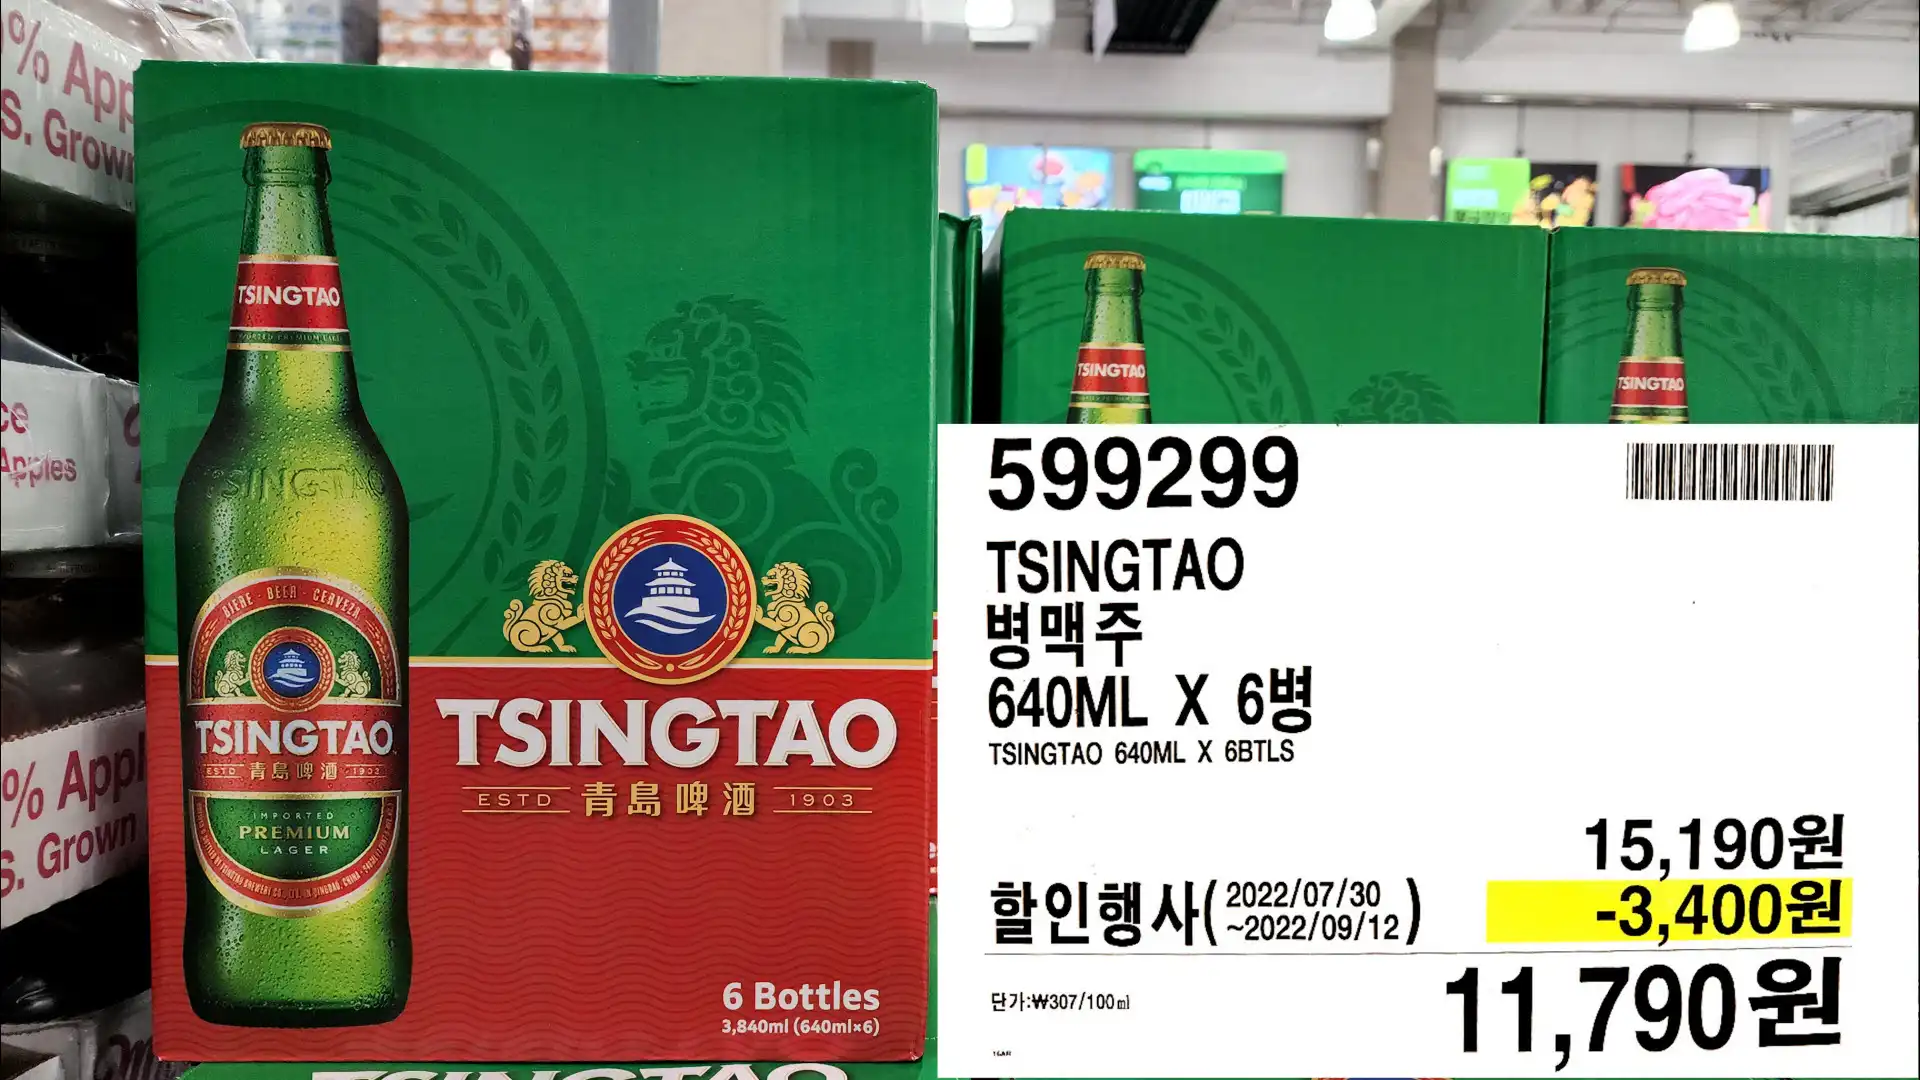 % App
S. Grown
ce
Apples
% Appl
S. Grown
TSINGTAO
TSINGTAO
BIERE · BEER · CERVEZA
TSINGTAO
ESTD 青島啤酒 1903
IMPORTED
PREMIUM
LAGER
TSINGTAO
ESTD 青島啤酒 1903
6 Bottles
3,840ml (640ml×6)
TSINGTAO
TSINGTAO
TSINGTAO
599299
TSINGTAO
병맥주
640ML X 6병
TSINGTAO 640ML X 6BTLS
15,190원
할인행사(2022/07/30
~2022/09/12)
-3,400원
단가:₩307/100㎖
11,790원